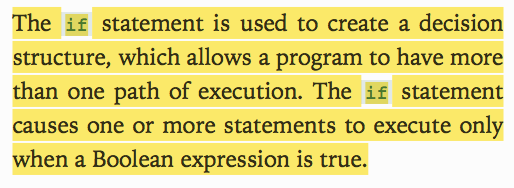 The if statement is used to create a decision
structure, which allows a program to have more
than one path of execution. The if statement
causes one or more statements to execute only
when a Boolean expression is true.